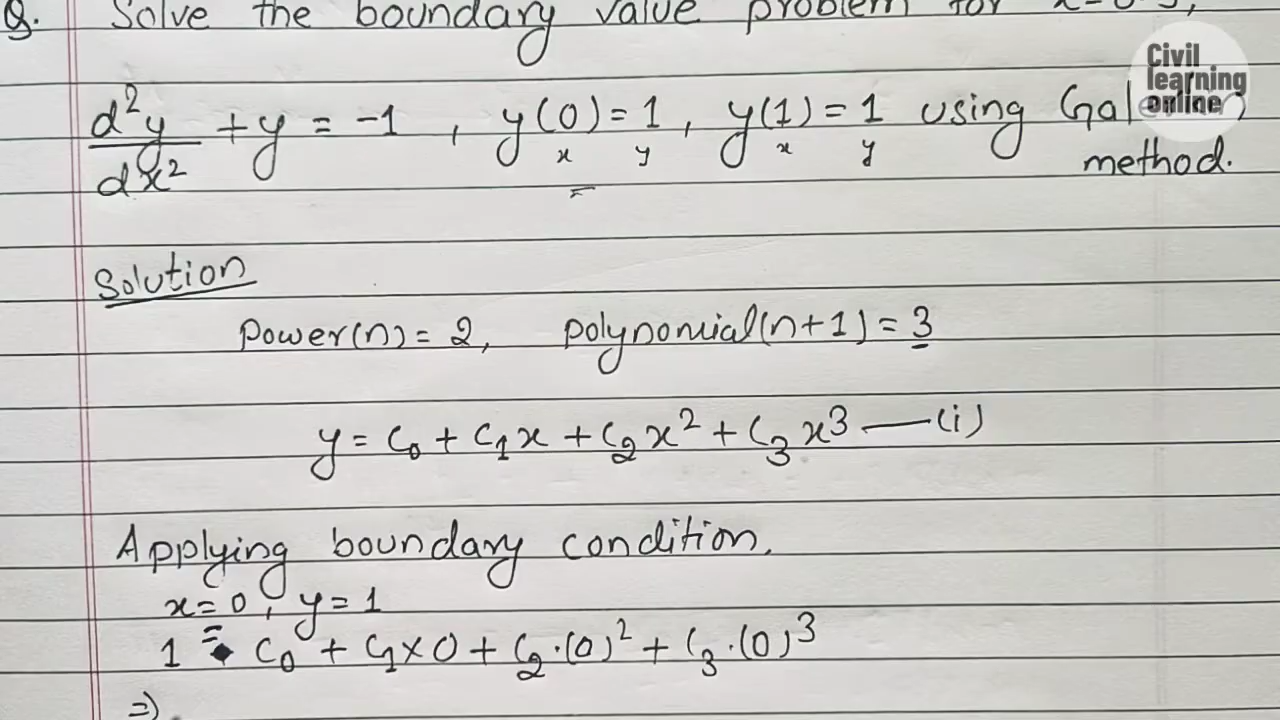 Q. Solve the boundary value problem for
Civil
learning
online
d²y/dx² + y = -1 , y(0) = 1 , y(1) = 1 using
x y x y
method.
Solution
Power(n) = 2, polynomial(n+1) = 3
y = C₀ + C₁x + C₂x² + C₃x³ —(i)
Applying boundary condition.
x = 0, y = 1
1 = C₀ + C₁×0 + C₂·(0)² + C₃·(0)³
⇒